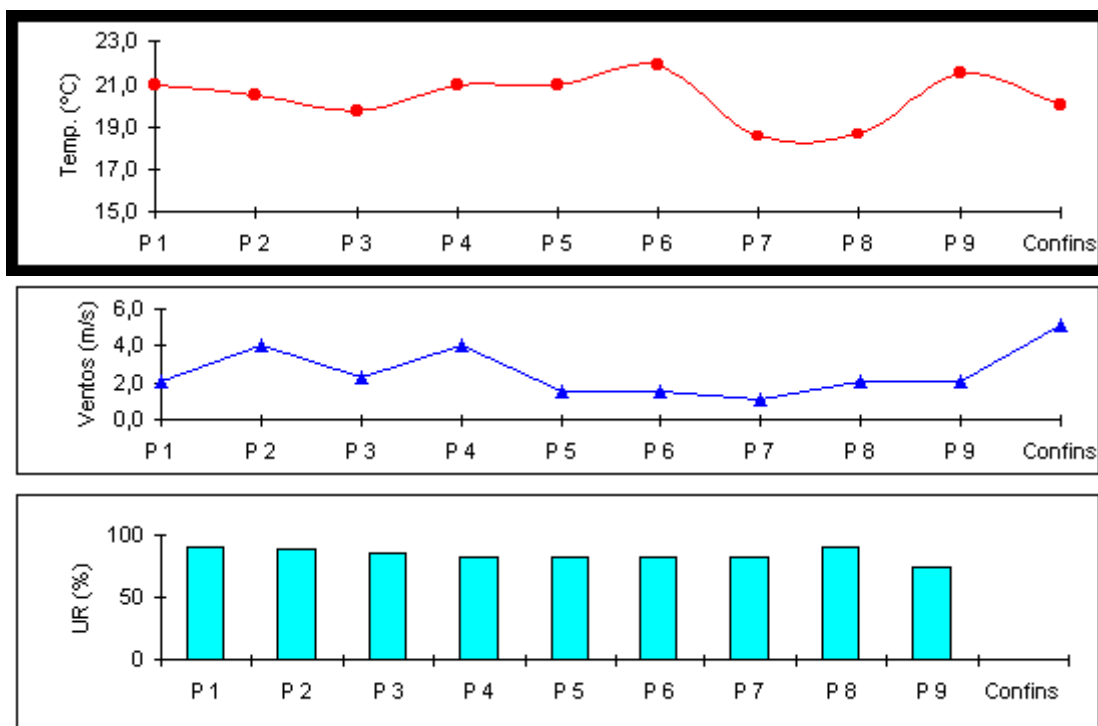 Temp. (°C)
23,0
21,0
19,0
17,0
15,0
P 1 P 2 P 3 P 4 P 5 P 6 P 7 P 8 P 9 Confins
Ventos (m/s)
6,0
4,0
2,0
0,0
P 1 P 2 P 3 P 4 P 5 P 6 P 7 P 8 P 9 Confins
UR (%)
100
50
0
P 1 P 2 P 3 P 4 P 5 P 6 P 7 P 8 P 9 Confins